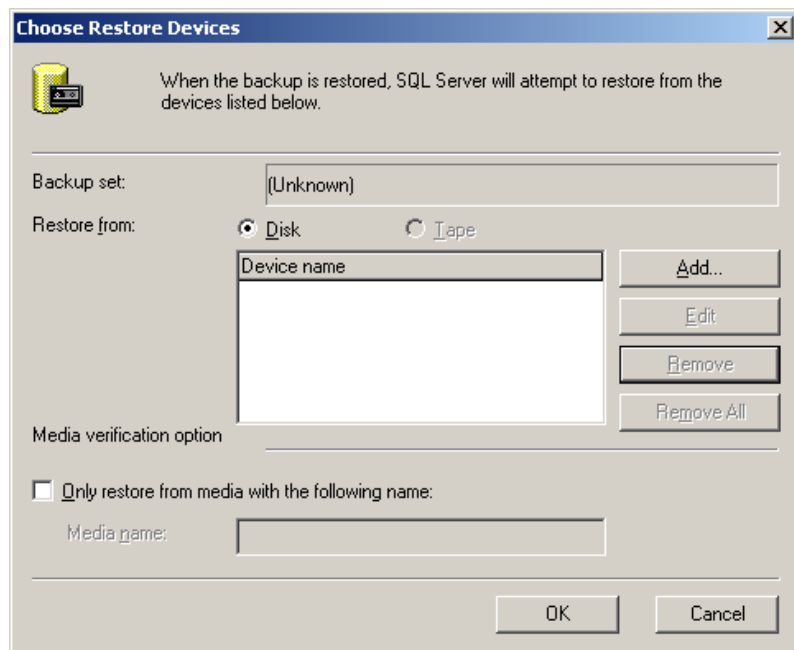 Choose Restore Devices
When the backup is restored, SQL Server will attempt to restore from the
devices listed below.
Backup set:
(Unknown)
Restore from:
Disk
Tape
Device name
Add...
Edit
Remove
Remove All
Media verification option
Only restore from media with the following name:
Media name:
OK
Cancel